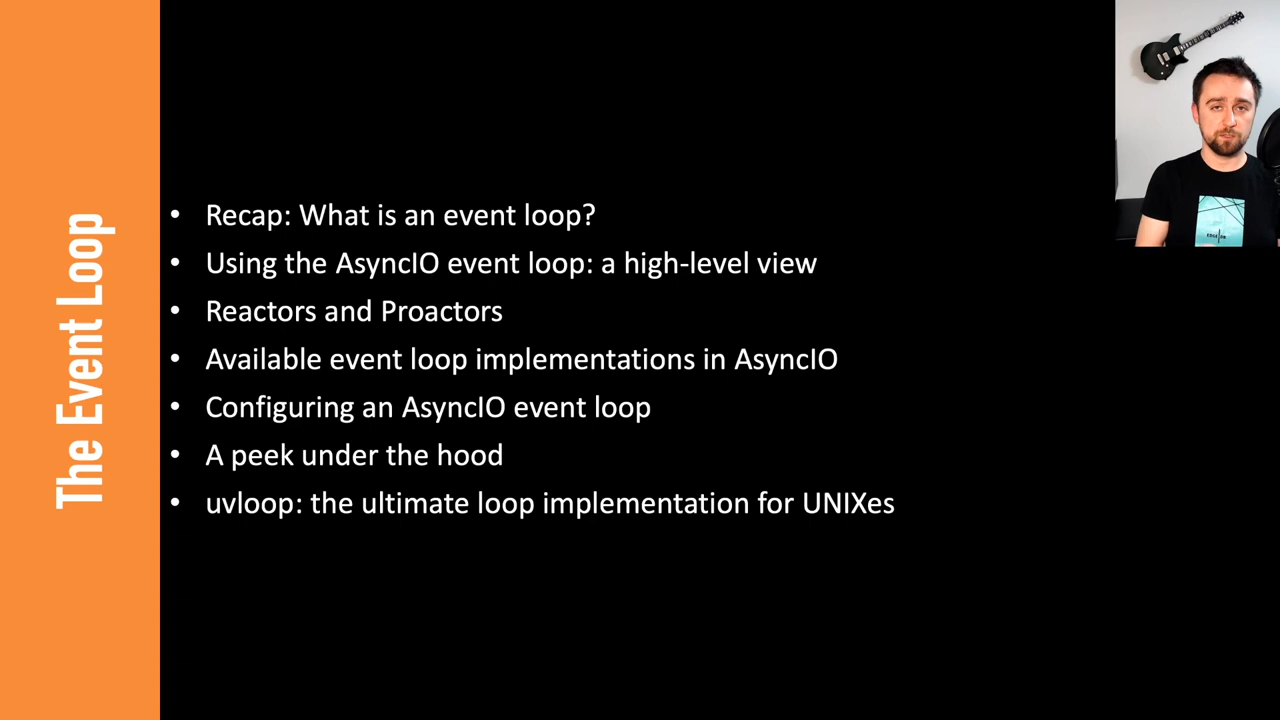 The Event Loop
• Recap: What is an event loop?
• Using the AsyncIO event loop: a high-level view
• Reactors and Proactors
• Available event loop implementations in AsyncIO
• Configuring an AsyncIO event loop
• A peek under the hood
• uvloop: the ultimate loop implementation for UNIXes